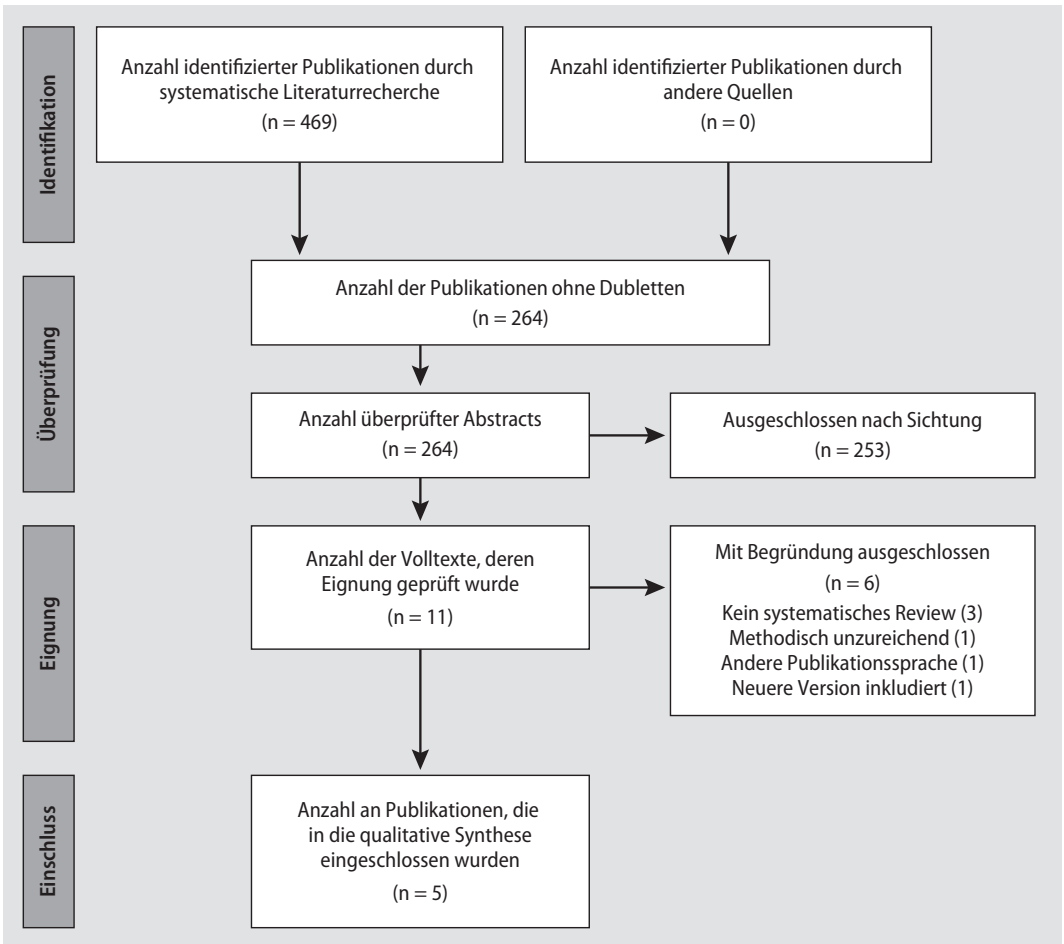 Identifikation
Anzahl identifizierter Publikationen durch
systematische Literaturrecherche
(n = 469)
Anzahl identifizierter Publikationen durch
andere Quellen
(n = 0)
Überprüfung
Anzahl der Publikationen ohne Dubletten
(n = 264)
Anzahl überprüfter Abstracts
(n = 264)
Ausgeschlossen nach Sichtung
(n = 253)
Eignung
Anzahl der Volltexte, deren
Eignung geprüft wurde
(n = 11)
Mit Begründung ausgeschlossen
(n = 6)
Kein systematisches Review (3)
Methodisch unzureichend (1)
Andere Publikationssprache (1)
Neuere Version inkludiert (1)
Einschluss
Anzahl an Publikationen, die
in die qualitative Synthese
eingeschlossen wurden
(n = 5)